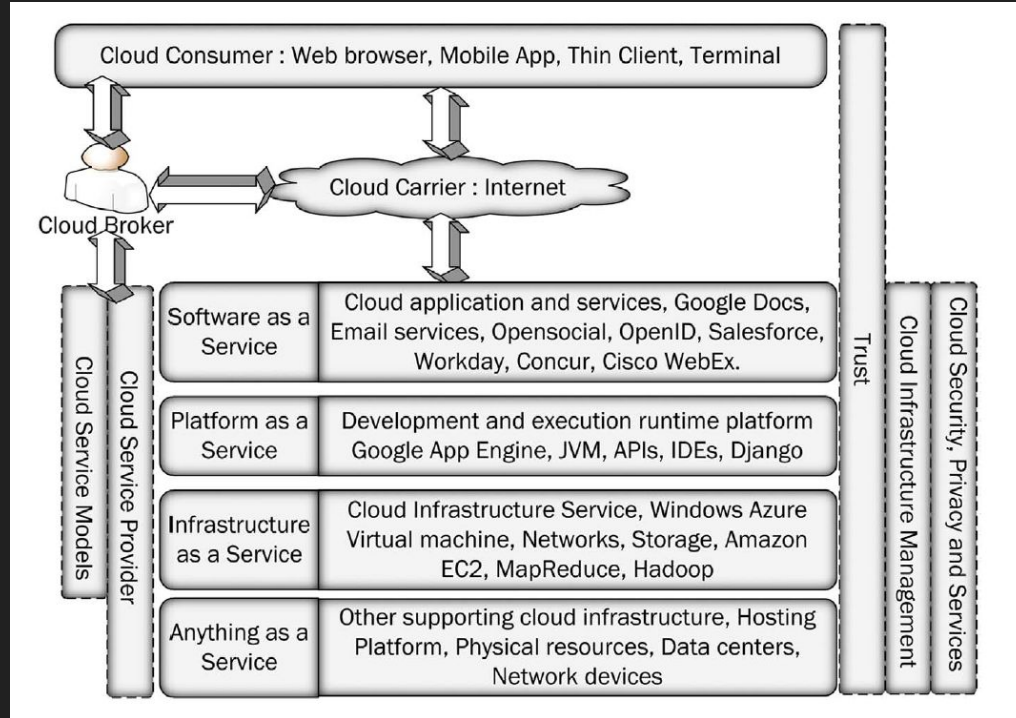 Cloud Consumer : Web browser, Mobile App, Thin Client, Terminal
Cloud Carrier : Internet
Cloud Broker
Cloud Service Models
Cloud Service Provider
Software as a
Service
Cloud application and services, Google Docs,
Email services, Opensocial, OpenID, Salesforce,
Workday, Concur, Cisco WebEx.
Platform as a
Service
Development and execution runtime platform
Google App Engine, JVM, APIs, IDEs, Django
Infrastructure
as a Service
Cloud Infrastructure Service, Windows Azure
Virtual machine, Networks, Storage, Amazon
EC2, MapReduce, Hadoop
Anything as a
Service
Other supporting cloud infrastructure, Hosting
Platform, Physical resources, Data centers,
Network devices
Trust
Cloud Infrastructure Management
Cloud Security, Privacy and Services